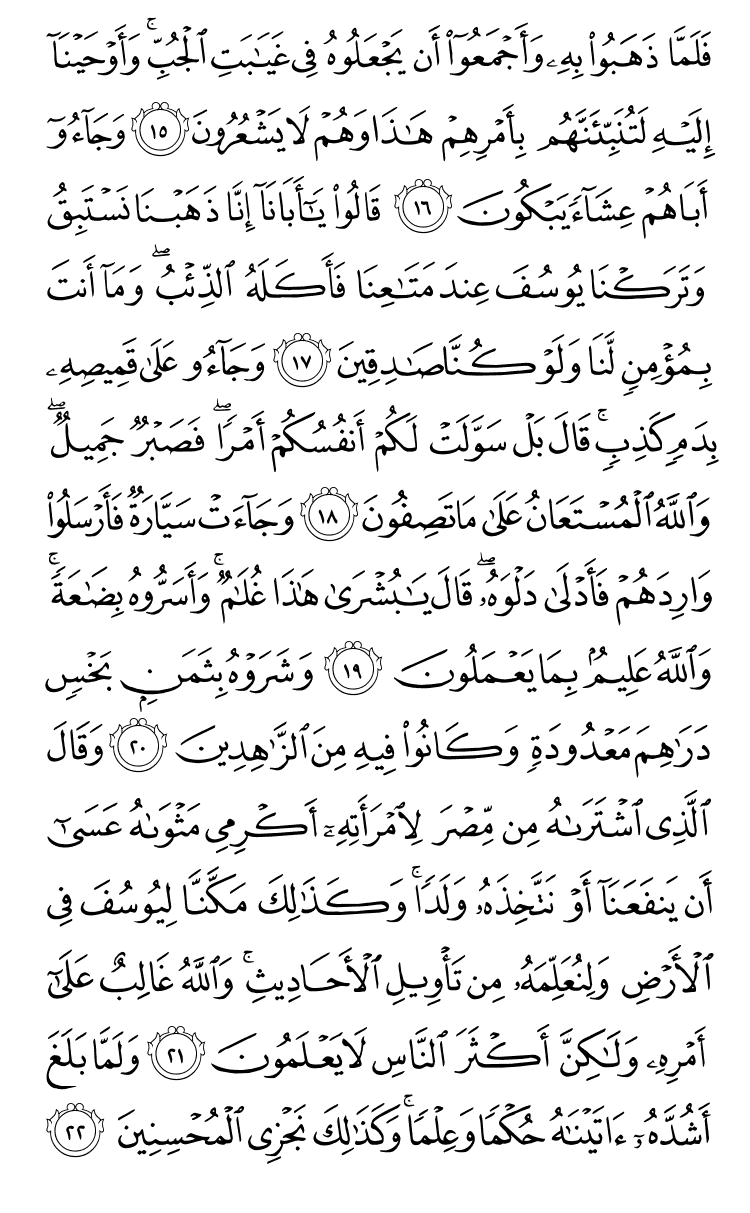 فَلَمَّا ذَهَبُوا۟ بِهِۦ وَأَجْمَعُوٓا۟ أَن يَجْعَلُوهُ فِى غَيَـٰبَتِ ٱلْجُبِّ ۚ وَأَوْحَيْنَآ
إِلَيْهِ لَتُنَبِّئَنَّهُم بِأَمْرِهِمْ هَـٰذَا وَهُمْ لَا يَشْعُرُونَ ١٥ وَجَآءُوٓ
أَبَاهُمْ عِشَآءً يَبْكُونَ ١٦ قَالُوا۟ يَـٰٓأَبَانَآ إِنَّا ذَهَبْنَا نَسْتَبِقُ
وَتَرَكْنَا يُوسُفَ عِندَ مَتَـٰعِنَا فَأَكَلَهُ ٱلذِّئْبُ ۖ وَمَآ أَنتَ
بِمُؤْمِنٍ لَّنَا وَلَوْ كُنَّا صَـٰدِقِينَ ١٧ وَجَآءُو عَلَىٰ قَمِيصِهِۦ
بِدَمٍ كَذِبٍ ۚ قَالَ بَلْ سَوَّلَتْ لَكُمْ أَنفُسُكُمْ أَمْرًا ۖ فَصَبْرٌ جَمِيلٌ ۖ
وَٱللَّهُ ٱلْمُسْتَعَانُ عَلَىٰ مَا تَصِفُونَ ١٨ وَجَآءَتْ سَيَّارَةٌ فَأَرْسَلُوا۟
وَارِدَهُمْ فَأَدْلَىٰ دَلْوَهُۥ ۖ قَالَ يَـٰبُشْرَىٰ هَـٰذَا غُلَـٰمٌ ۚ وَأَسَرُّوهُ بِضَـٰعَةً ۚ
وَٱللَّهُ عَلِيمٌۢ بِمَا يَعْمَلُونَ ١٩ وَشَرَوْهُ بِثَمَنٍۭ بَخْسٍ
دَرَٰهِمَ مَعْدُودَةٍ وَكَانُوا۟ فِيهِ مِنَ ٱلزَّٰهِدِينَ ٢٠ وَقَالَ
ٱلَّذِى ٱشْتَرَىٰهُ مِن مِّصْرَ لِٱمْرَأَتِهِۦٓ أَكْرِمِى مَثْوَىٰهُ عَسَىٰٓ
أَن يَنفَعَنَآ أَوْ نَتَّخِذَهُۥ وَلَدًا ۚ وَكَذَٰلِكَ مَكَّنَّا لِيُوسُفَ فِى
ٱلْأَرْضِ وَلِنُعَلِّمَهُۥ مِن تَأْوِيلِ ٱلْأَحَادِيثِ ۚ وَٱللَّهُ غَالِبٌ عَلَىٰٓ
أَمْرِهِۦ وَلَـٰكِنَّ أَكْثَرَ ٱلنَّاسِ لَا يَعْلَمُونَ ٢١ وَلَمَّا بَلَغَ
أَشُدَّهُۥٓ ءَاتَيْنَـٰهُ حُكْمًا وَعِلْمًا ۚ وَكَذَٰلِكَ نَجْزِى ٱلْمُحْسِنِينَ ٢٢